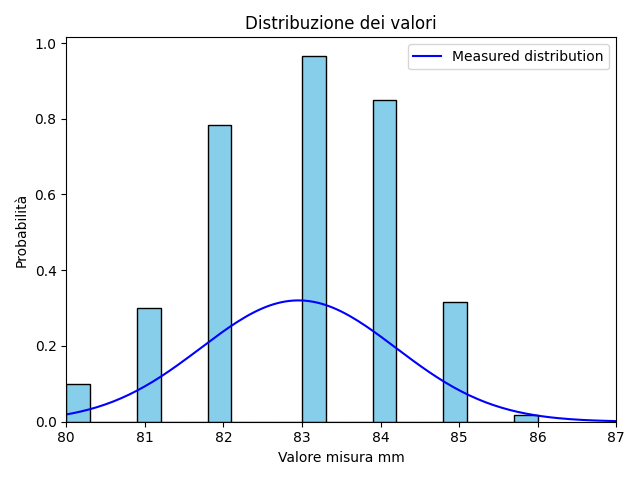 Distribuzione dei valori
Measured distribution
Probabilità
1.0
0.8
0.6
0.4
0.2
0.0
80 81 82 83 84 85 86 87
Valore misura mm